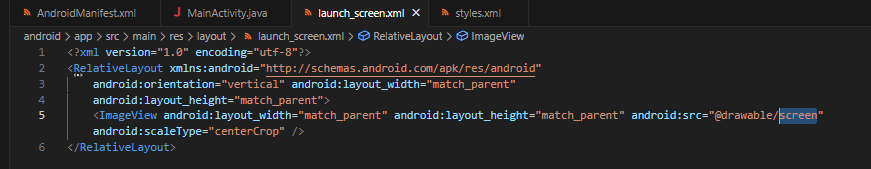 AndroidManifest.xml J MainActivity.java launch_screen.xml × styles.xml
android > app > src > main > res > layout > launch_screen.xml > RelativeLayout > ImageView
1 <?xml version="1.0" encoding="utf-8"?>
2 <RelativeLayout xmlns:android="http://schemas.android.com/apk/res/android"
3 android:orientation="vertical" android:layout_width="match_parent"
4 android:layout_height="match_parent">
5 <ImageView android:layout_width="match_parent" android:layout_height="match_parent" android:src="@drawable/screen"
android:scaleType="centerCrop" />
6 </RelativeLayout>